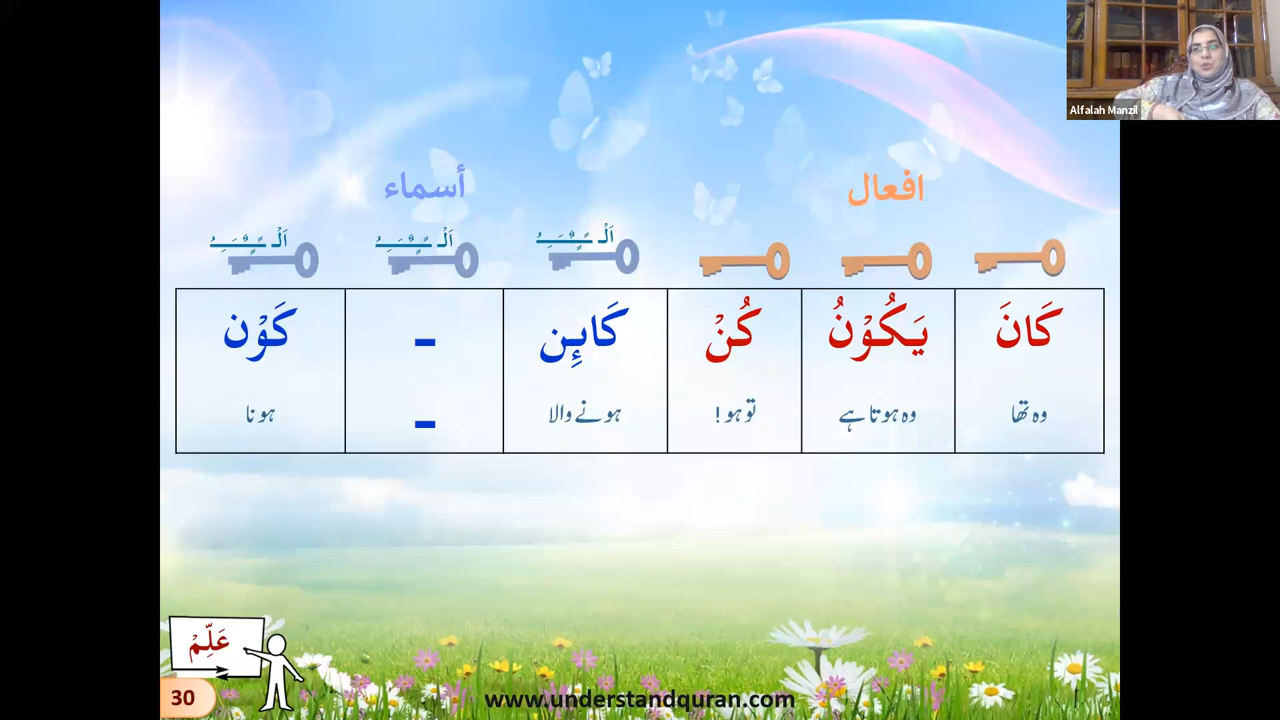 Alfalah Manzil
افعال
أسماء
كَانَ يَكُوْنُ كُنْ كَائِن - كَوْن
وہ تھا وہ ہوتا ہے تو ہو! ہونے والا - ہونا
عَلِّمْ
30
www.understandquran.com